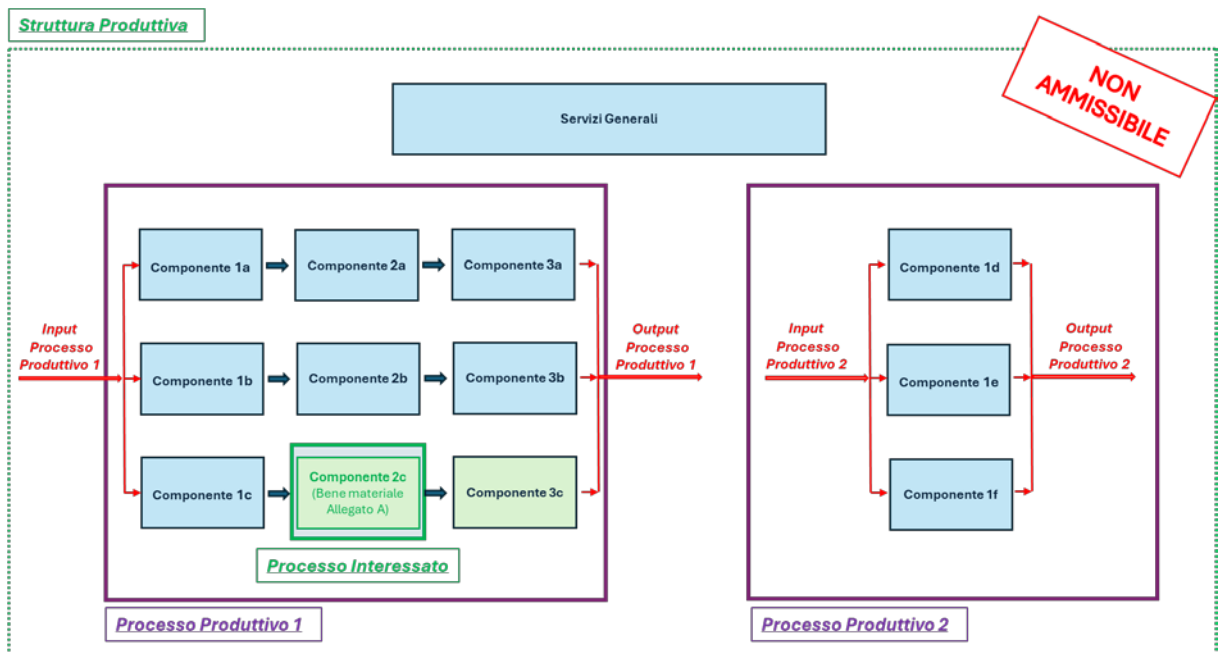 Struttura Produttiva
NON
AMMISSIBILE
Servizi Generali
Componente 1a
Componente 2a
Componente 3a
Input
Processo
Produttivo 1
Output
Processo
Produttivo 1
Componente 1b
Componente 2b
Componente 3b
Componente 1c
Componente 2c
(Bene materiale
Allegato A)
Componente 3c
Processo Interessato
Processo Produttivo 1
Componente 1d
Input
Processo
Produttivo 2
Output
Processo
Produttivo 2
Componente 1e
Componente 1f
Processo Produttivo 2